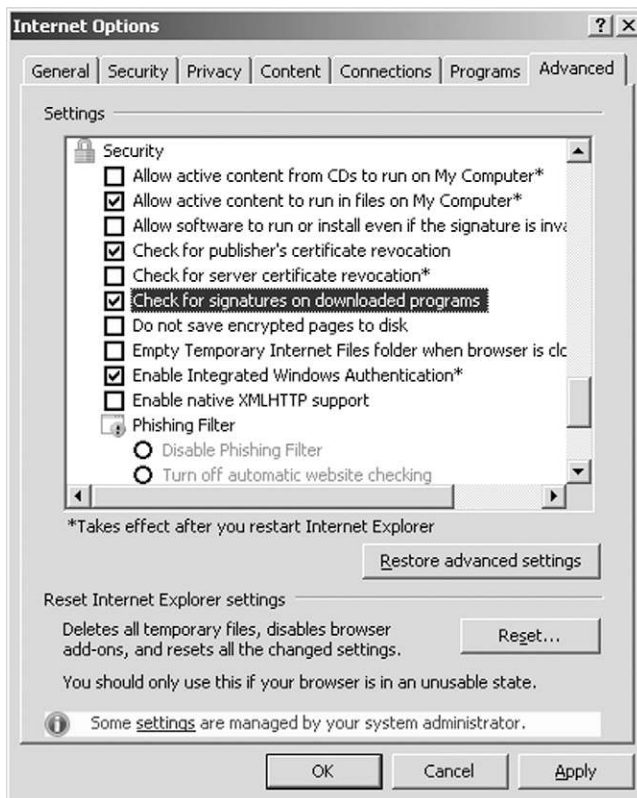 Internet Options
General Security Privacy Content Connections Programs Advanced
Settings
Security
Allow active content from CDs to run on My Computer*
Allow active content to run in files on My Computer*
Allow software to run or install even if the signature is inva
Check for publisher's certificate revocation
Check for server certificate revocation*
Check for signatures on downloaded programs
Do not save encrypted pages to disk
Empty Temporary Internet Files folder when browser is clo
Enable Integrated Windows Authentication*
Enable native XMLHTTP support
Phishing Filter
Disable Phishing Filter
Turn off automatic website checking
*Takes effect after you restart Internet Explorer
Restore advanced settings
Reset Internet Explorer settings
Deletes all temporary files, disables browser
add-ons, and resets all the changed settings.
Reset...
You should only use this if your browser is in an unusable state.
Some settings are managed by your system administrator.
OK Cancel Apply